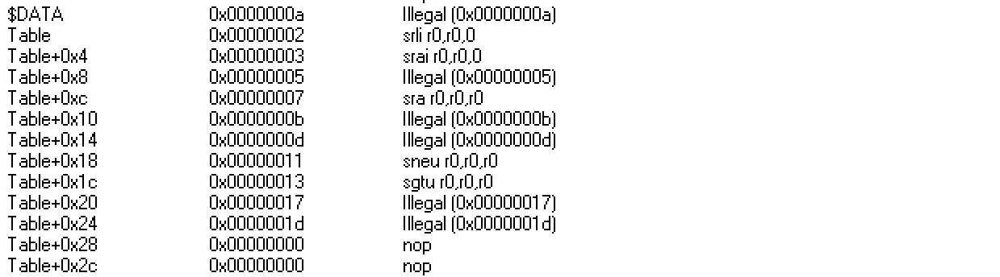 $DATA 0x0000000a Illegal (0x0000000a)
Table 0x00000002 srli r0,r0,0
Table+0x4 0x00000003 srai r0,r0,0
Table+0x8 0x00000005 Illegal (0x00000005)
Table+0xc 0x00000007 sra r0,r0,r0
Table+0x10 0x0000000b Illegal (0x0000000b)
Table+0x14 0x0000000d Illegal (0x0000000d)
Table+0x18 0x00000011 sneu r0,r0,r0
Table+0x1c 0x00000013 sgtu r0,r0,r0
Table+0x20 0x00000017 Illegal (0x00000017)
Table+0x24 0x0000001d Illegal (0x0000001d)
Table+0x28 0x00000000 nop
Table+0x2c 0x00000000 nop